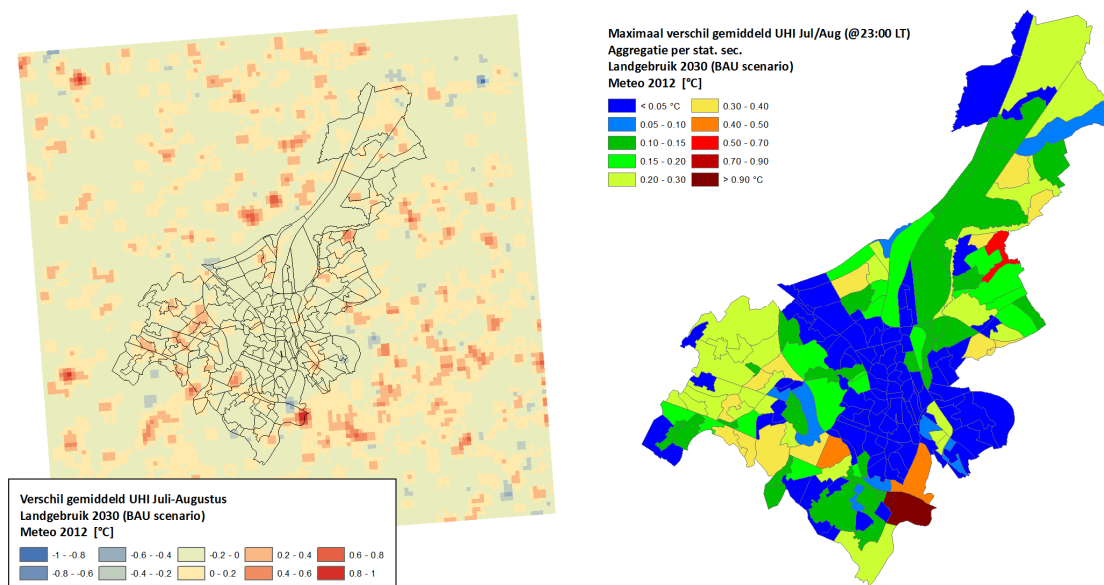 Maximaal verschil gemiddeld UHI Jul/Aug (@23:00 LT)
Aggregatie per stat. sec.
Landgebruik 2030 (BAU scenario)
Meteo 2012 [°C]
< 0.05 °C 0.30 - 0.40
0.05 - 0.10 0.40 - 0.50
0.10 - 0.15 0.50 - 0.70
0.15 - 0.20 0.70 - 0.90
0.20 - 0.30 > 0.90 °C
Verschil gemiddeld UHI Juli-Augustus
Landgebruik 2030 (BAU scenario)
Meteo 2012 [°C]
-1 - -0.8 -0.6 - -0.4 -0.2 - 0 0.2 - 0.4 0.6 - 0.8
-0.8 - -0.6 -0.4 - -0.2 0 - 0.2 0.4 - 0.6 0.8 - 1